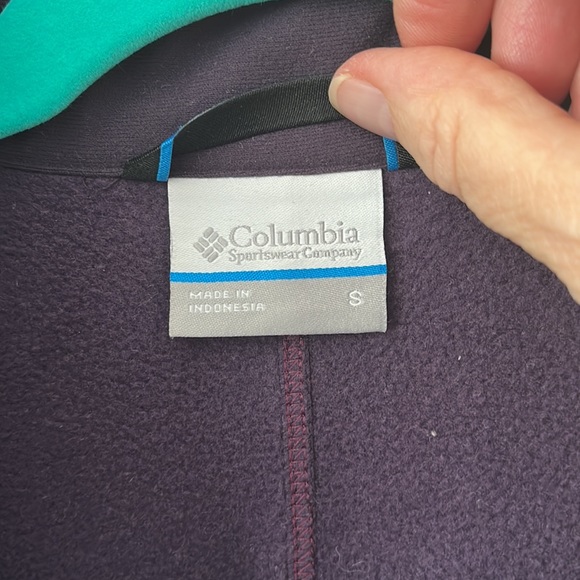 Columbia
Sportswear Company
MADE IN
INDONESIA
S